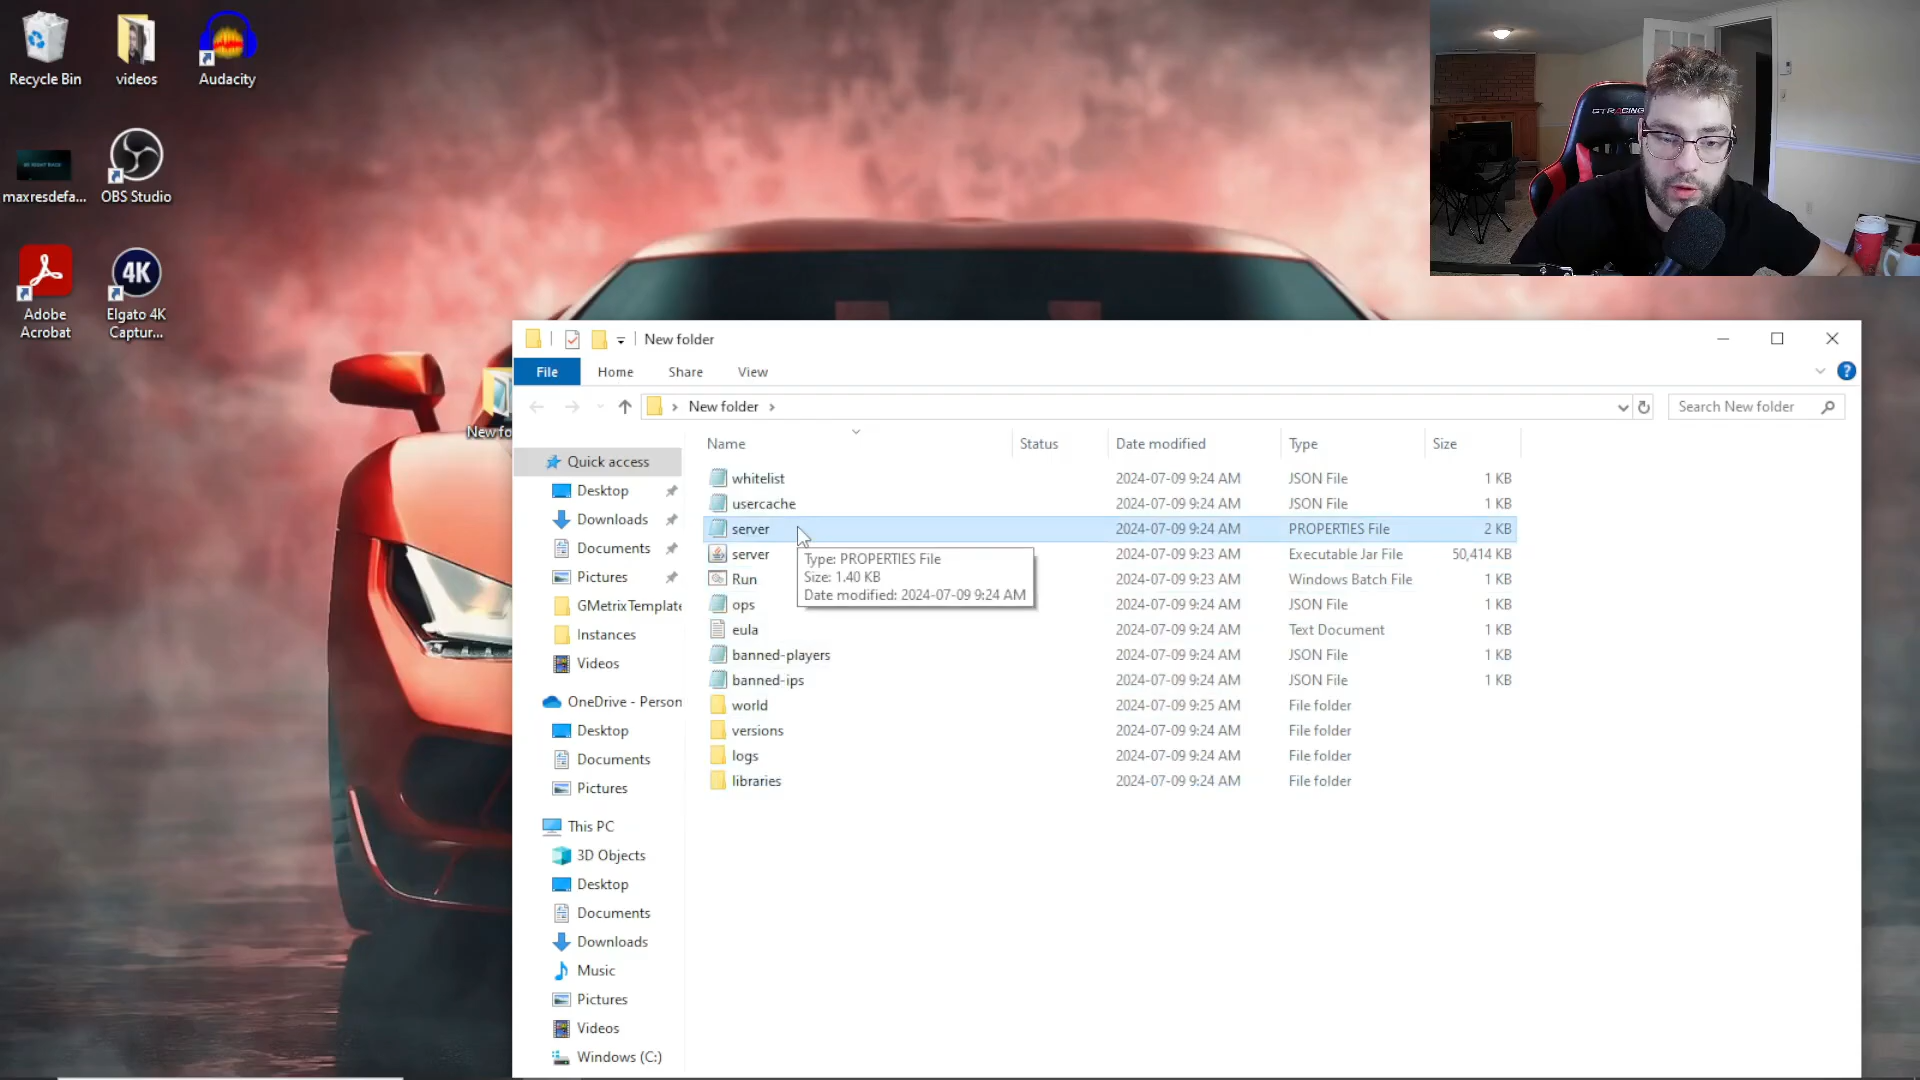 Recycle Bin
videos
Audacity
maxresdefa...
OBS Studio
Adobe
Acrobat
4K
Elgato 4K
Captur...
GTRACING
New fo
New folder
File
Home
Share
View
New folder
Search New folder
Name
Status
Date modified
Type
Size
Quick access
Desktop
Downloads
Documents
Pictures
GMetrixTemplate
Instances
Videos
OneDrive - Person
Desktop
Documents
Pictures
This PC
3D Objects
Desktop
Documents
Downloads
Music
Pictures
Videos
Windows (C:)
whitelist 2024-07-09 9:24 AM JSON File 1 KB
usercache 2024-07-09 9:24 AM JSON File 1 KB
server 2024-07-09 9:24 AM PROPERTIES File 2 KB
server 2024-07-09 9:23 AM Executable Jar File 50,414 KB
Run 2024-07-09 9:23 AM Windows Batch File 1 KB
ops 2024-07-09 9:24 AM JSON File 1 KB
eula 2024-07-09 9:24 AM Text Document 1 KB
banned-players 2024-07-09 9:24 AM JSON File 1 KB
banned-ips 2024-07-09 9:24 AM JSON File 1 KB
world 2024-07-09 9:25 AM File folder
versions 2024-07-09 9:24 AM File folder
logs 2024-07-09 9:24 AM File folder
libraries 2024-07-09 9:24 AM File folder
Type: PROPERTIES File
Size: 1.40 KB
Date modified: 2024-07-09 9:24 AM